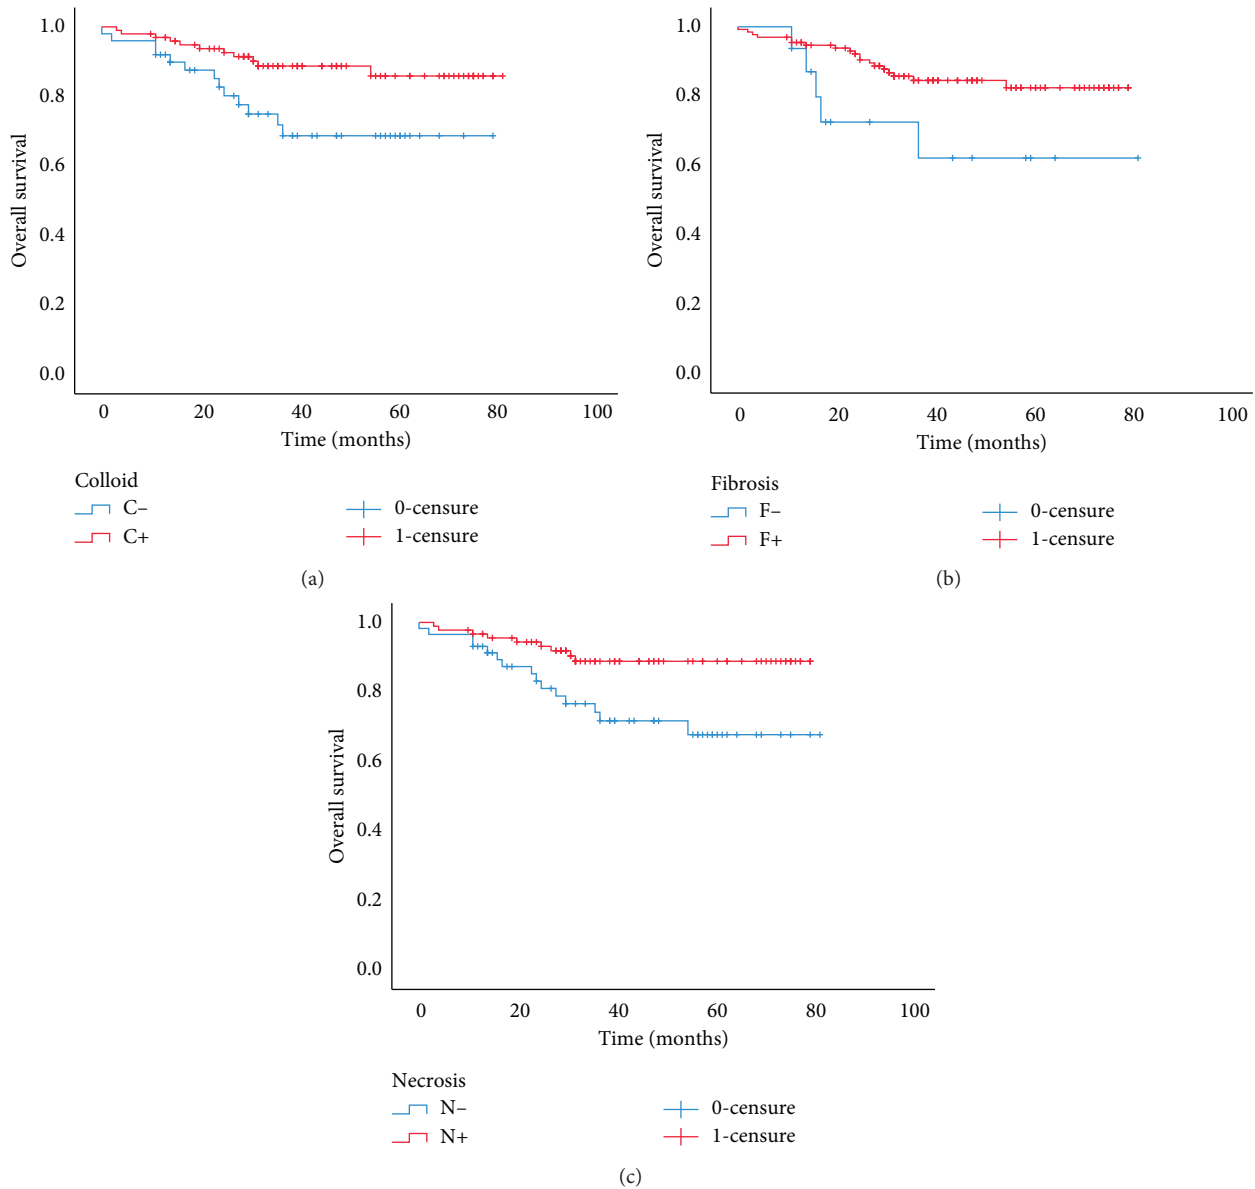 1.0
0.8
0.6
0.4
0.2
0.0
Overall survival
0 20 40 60 80 100
Time (months)
Colloid
C– 0-censure
C+ 1-censure
(a)
1.0
0.8
0.6
0.4
0.2
0.0
Overall survival
0 20 40 60 80 100
Time (months)
Fibrosis
F– 0-censure
F+ 1-censure
(b)
1.0
0.8
0.6
0.4
0.2
0.0
Overall survival
0 20 40 60 80 100
Time (months)
Necrosis
N– 0-censure
N+ 1-censure
(c)